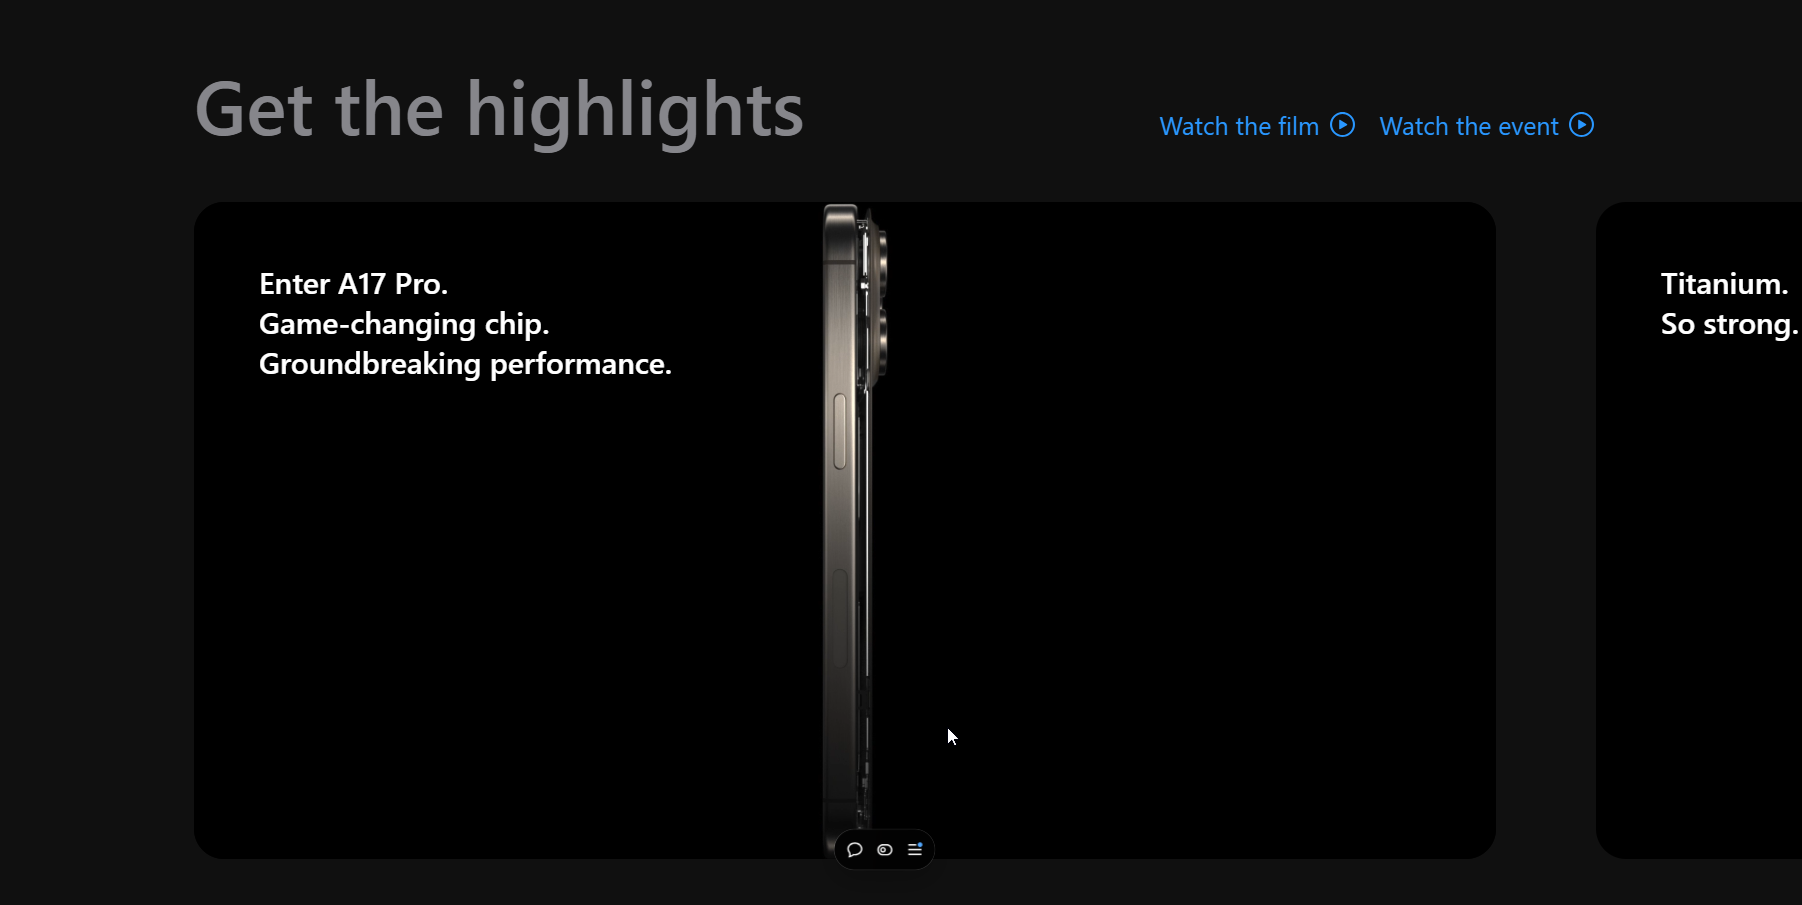 Get the highlights
Watch the film
Watch the event
Enter A17 Pro.
Game-changing chip.
Groundbreaking performance.
Titanium.
So strong.